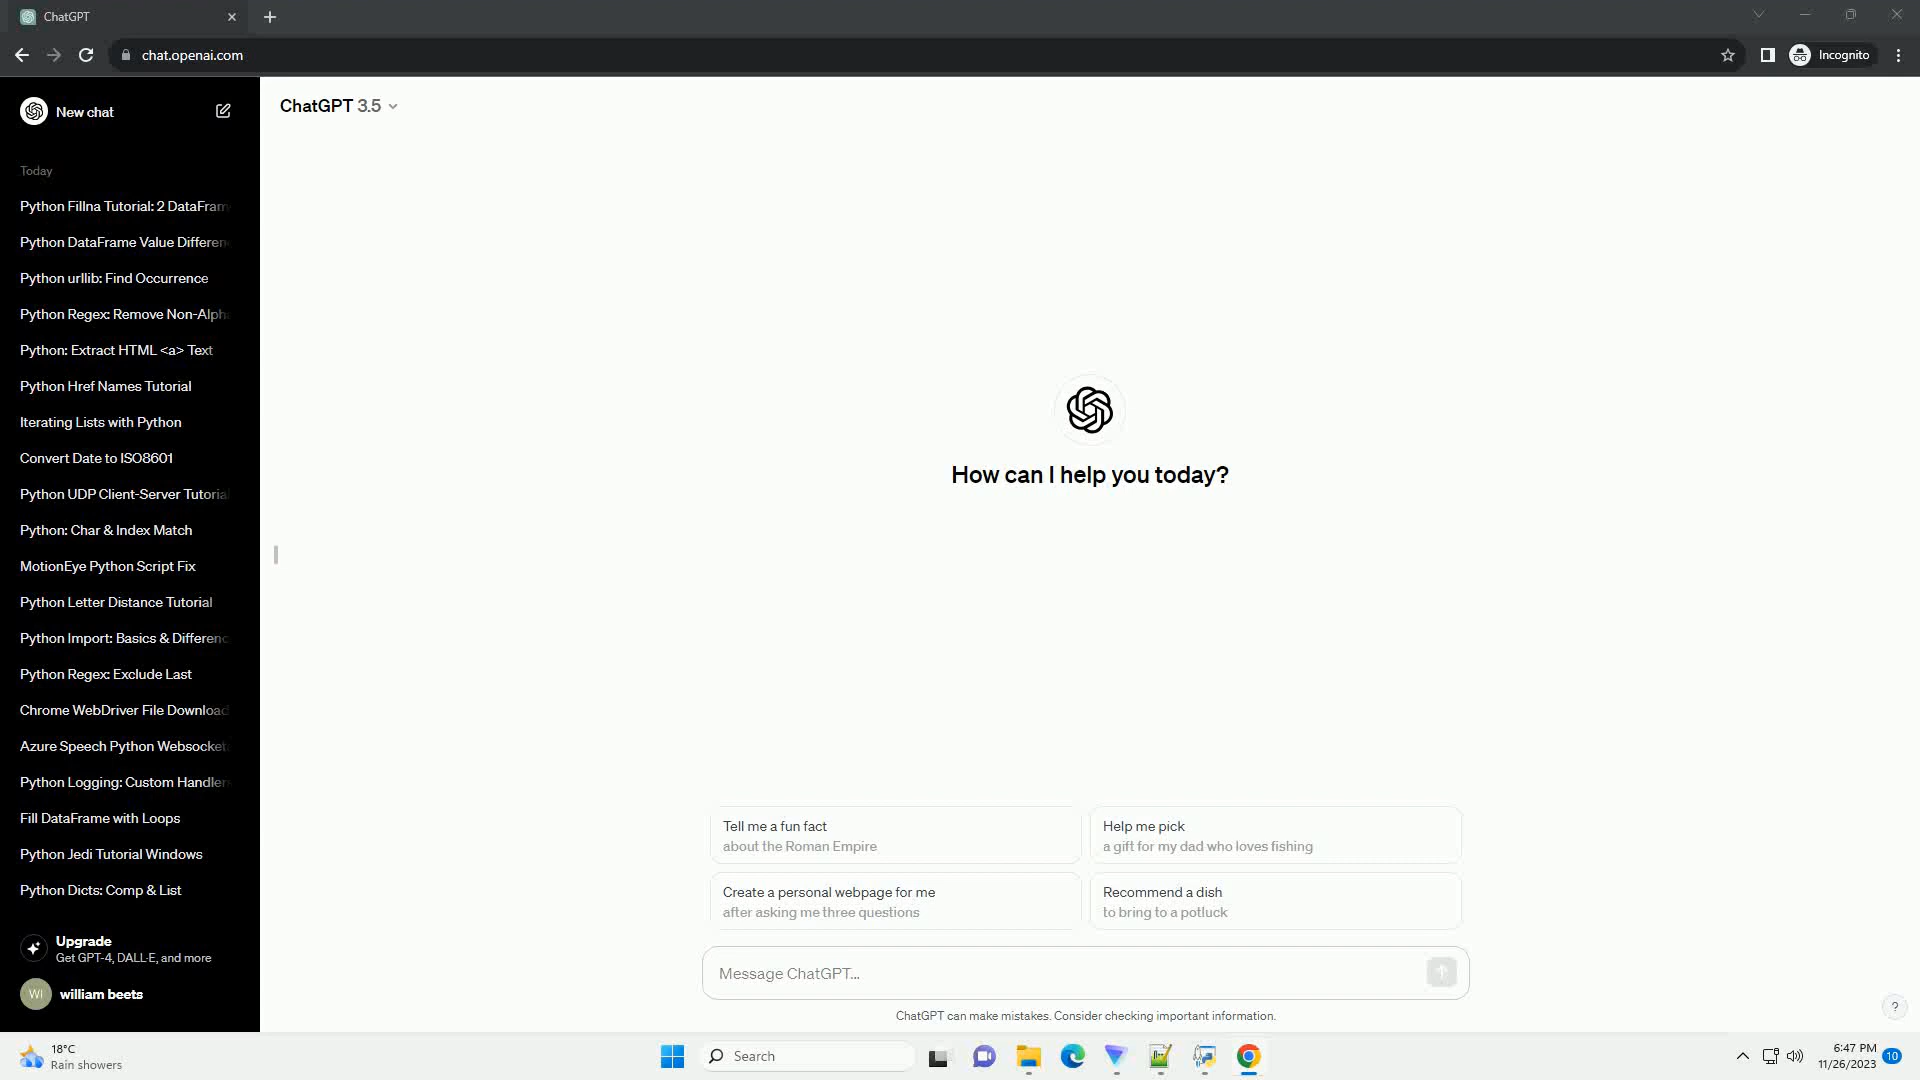 ChatGPT
chat.openai.com
Incognito
New chat
ChatGPT 3.5
Today
Python Fillna Tutorial: 2 DataFram
Python DataFrame Value Differen
Python urllib: Find Occurrence
Python Regex: Remove Non-Alph
Python: Extract HTML <a> Text
Python Href Names Tutorial
Iterating Lists with Python
Convert Date to ISO8601
Python UDP Client-Server Tutorial
Python: Char & Index Match
MotionEye Python Script Fix
Python Letter Distance Tutorial
Python Import: Basics & Differenc
Python Regex: Exclude Last
Chrome WebDriver File Download
Azure Speech Python Websocket
Python Logging: Custom Handler
Fill DataFrame with Loops
Python Jedi Tutorial Windows
Python Dicts: Comp & List
Upgrade
Get GPT-4, DALL·E, and more
WI
william beets
How can I help you today?
Tell me a fun fact
about the Roman Empire
Help me pick
a gift for my dad who loves fishing
Create a personal webpage for me
after asking me three questions
Recommend a dish
to bring to a potluck
Message ChatGPT...
ChatGPT can make mistakes. Consider checking important information.
?
18°C
Rain showers
Search
6:47 PM
11/26/2023
10